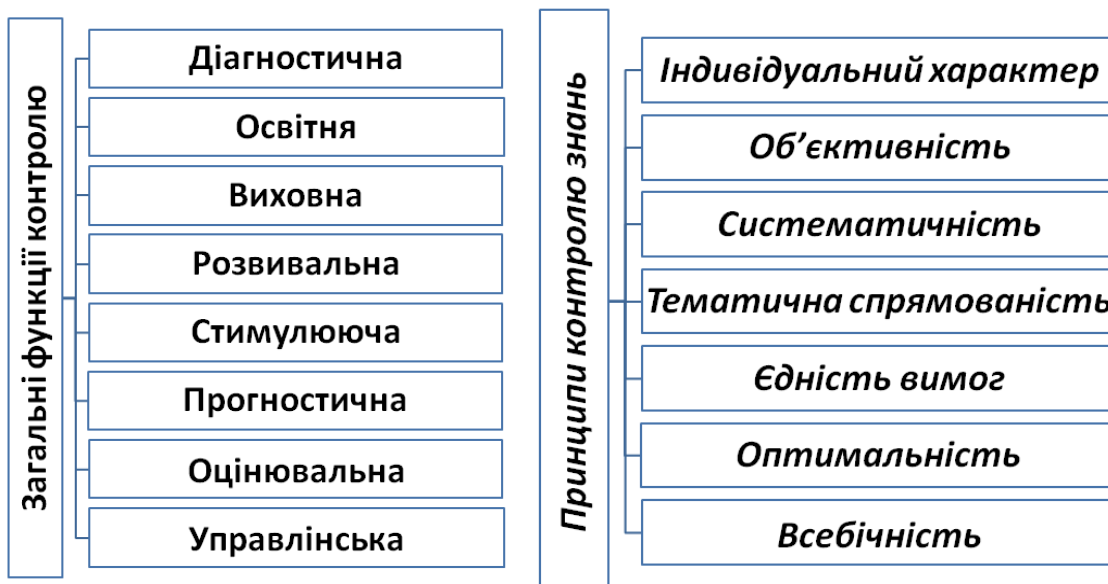 Загальні функції контролю
Діагностична
Освітня
Виховна
Розвивальна
Стимулююча
Прогностична
Оцінювальна
Управлінська
Принципи контролю знань
Індивідуальний характер
Об’єктивність
Систематичність
Тематична спрямованість
Єдність вимог
Оптимальність
Всебічність